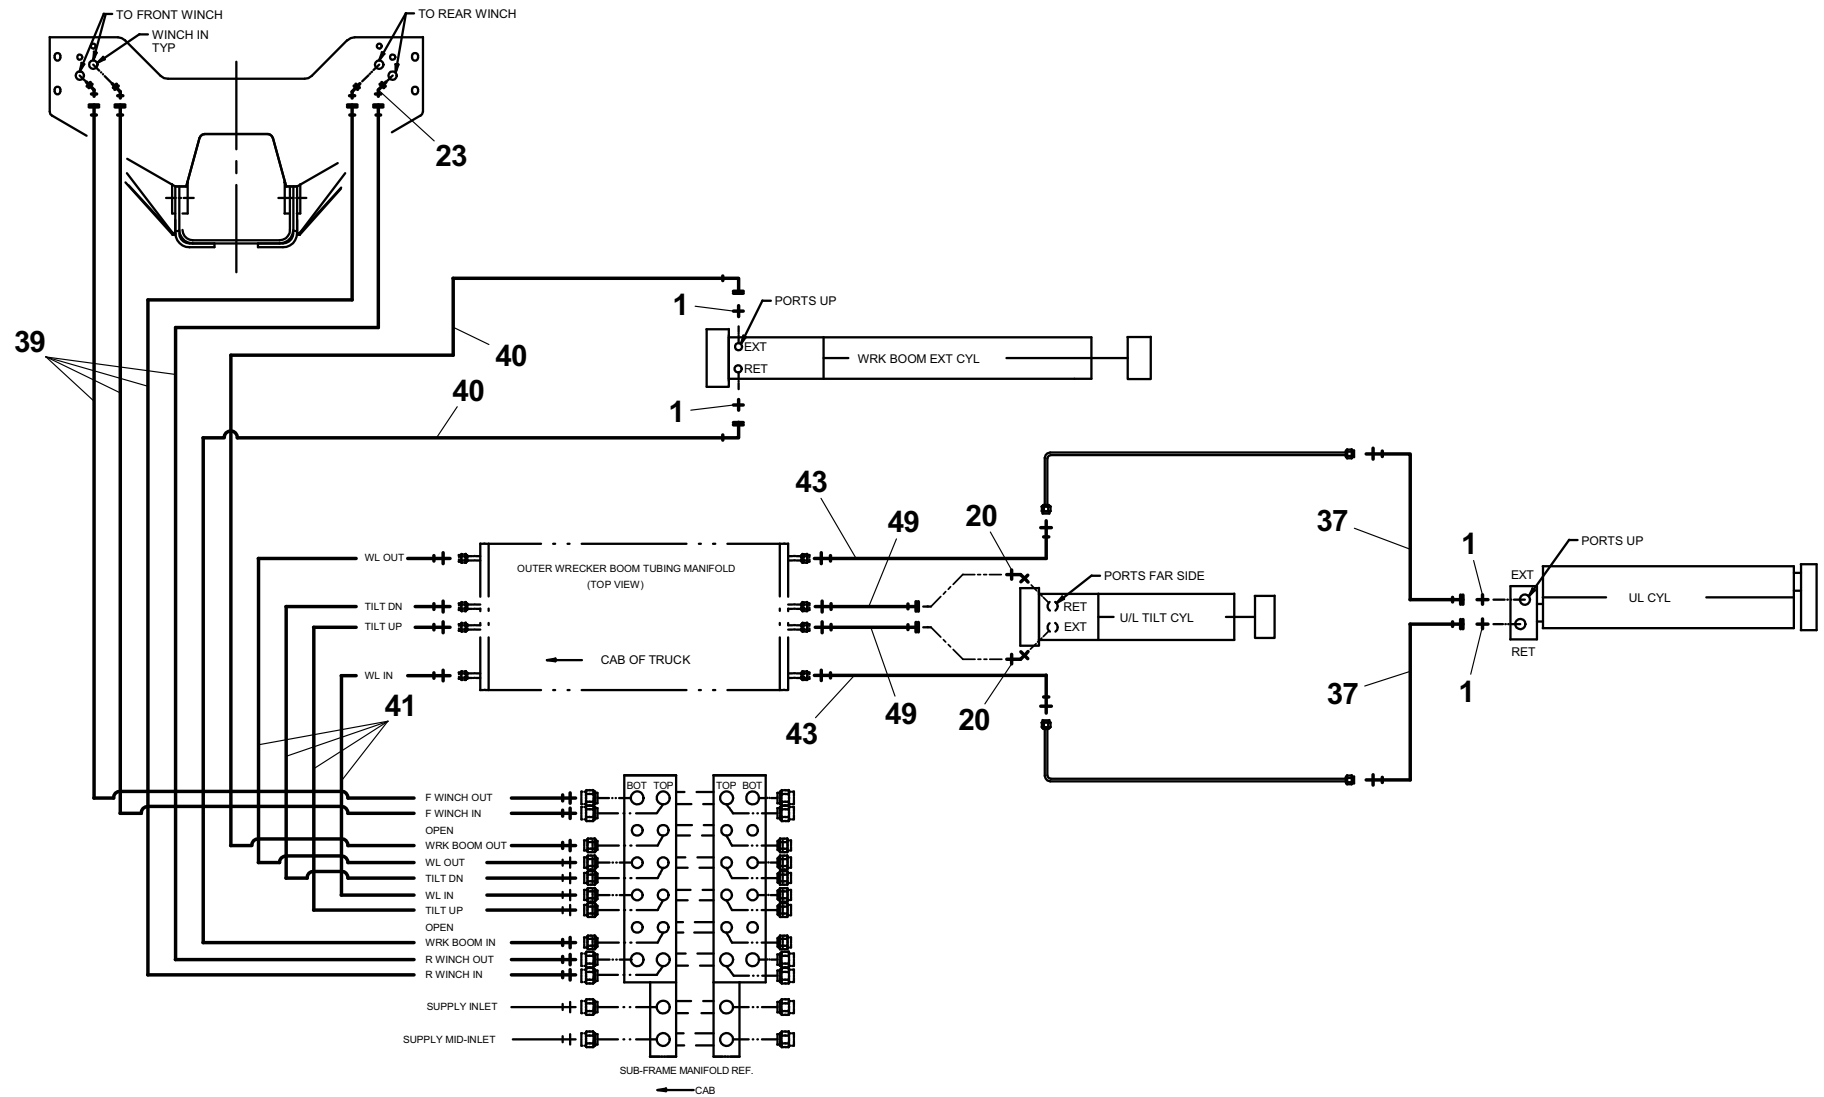 TO FRONT WINCH
WINCH IN
TYP
TO REAR WINCH
23
39
1
PORTS UP
EXT
RET
WRK BOOM EXT CYL
40
40
1
43
49
20
37
1
PORTS UP
WL OUT
OUTER WRECKER BOOM TUBING MANIFOLD
(TOP VIEW)
PORTS FAR SIDE
EXT
UL CYL
RET
TILT DN
RET
U/L TILT CYL
TILT UP
EXT
CAB OF TRUCK
WL IN
41
43
49
20
37
1
BOT TOP
TOP BOT
F WINCH OUT
F WINCH IN
OPEN
WRK BOOM OUT
WL OUT
TILT DN
WL IN
TILT UP
OPEN
WRK BOOM IN
R WINCH OUT
R WINCH IN
SUPPLY INLET
SUPPLY MID-INLET
SUB-FRAME MANIFOLD REF.
CAB